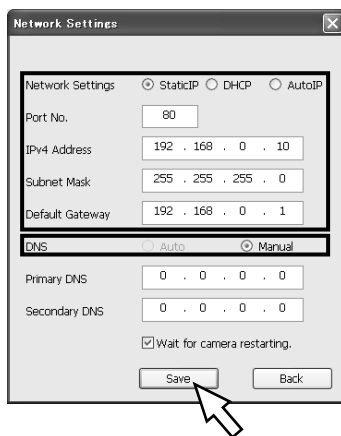 Network Settings
Network Settings StaticIP DHCP AutoIP
Port No. 80
IPv4 Address 192 . 168 . 0 . 10
Subnet Mask 255 . 255 . 255 . 0
Default Gateway 192 . 168 . 0 . 1
DNS Auto Manual
Primary DNS 0 . 0 . 0 . 0
Secondary DNS 0 . 0 . 0 . 0
Wait for camera restarting.
Save Back